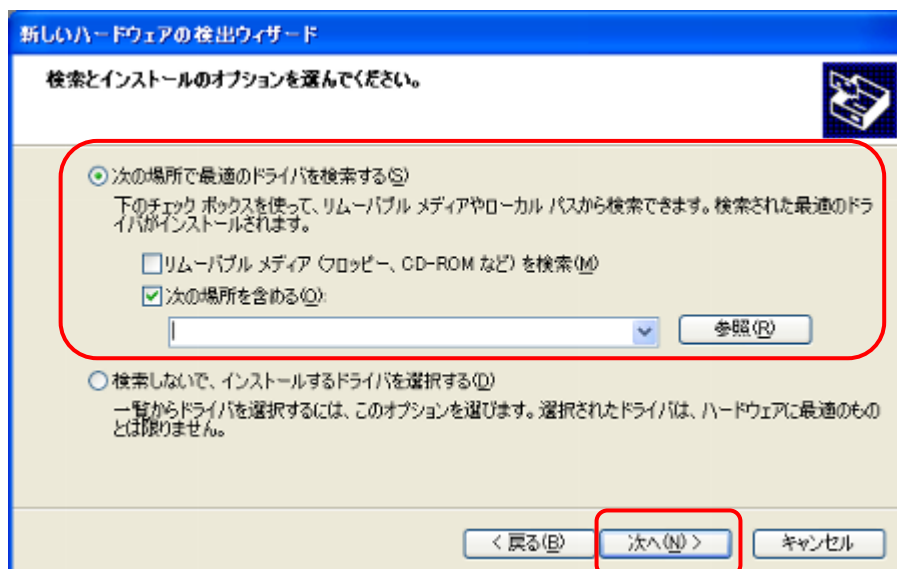 新しいハードウェアの検出ウィザード
検索とインストールのオプションを選んでください。
次の場所で最適のドライバを検索する(S)
下のチェック ボックスを使って、リムーバブル メディアやローカル パスから検索できます。検索された最適のドラ
イバがインストールされます。
リムーバブル メディア (フロッピー、CD-ROM など) を検索(M)
次の場所を含める(O):
参照(R)
検索しないで、インストールするドライバを選択する(D)
一覧からドライバを選択するには、このオプションを選びます。選択されたドライバは、ハードウェアに最適のもの
とは限りません。
< 戻る(B) 次へ(N) > キャンセル